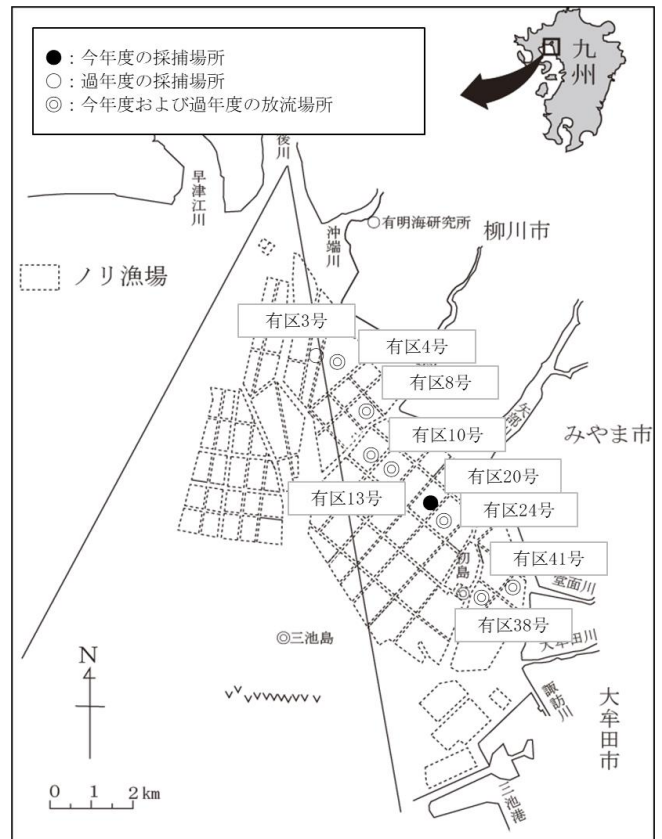 ●：今年度の採捕場所
○：過年度の採捕場所
◎：今年度および過年度の放流場所
九州
後川
早津江川
沖端川
有明海研究所
柳川市
ノリ漁場
有区3号
有区4号
有区8号
有区10号
みやま市
有区20号
有区13号
有区24号
有区41号
初島
堂面川
有区38号
三池島
大牟田川
N
諏訪川
大牟田市
0 1 2km
三池港